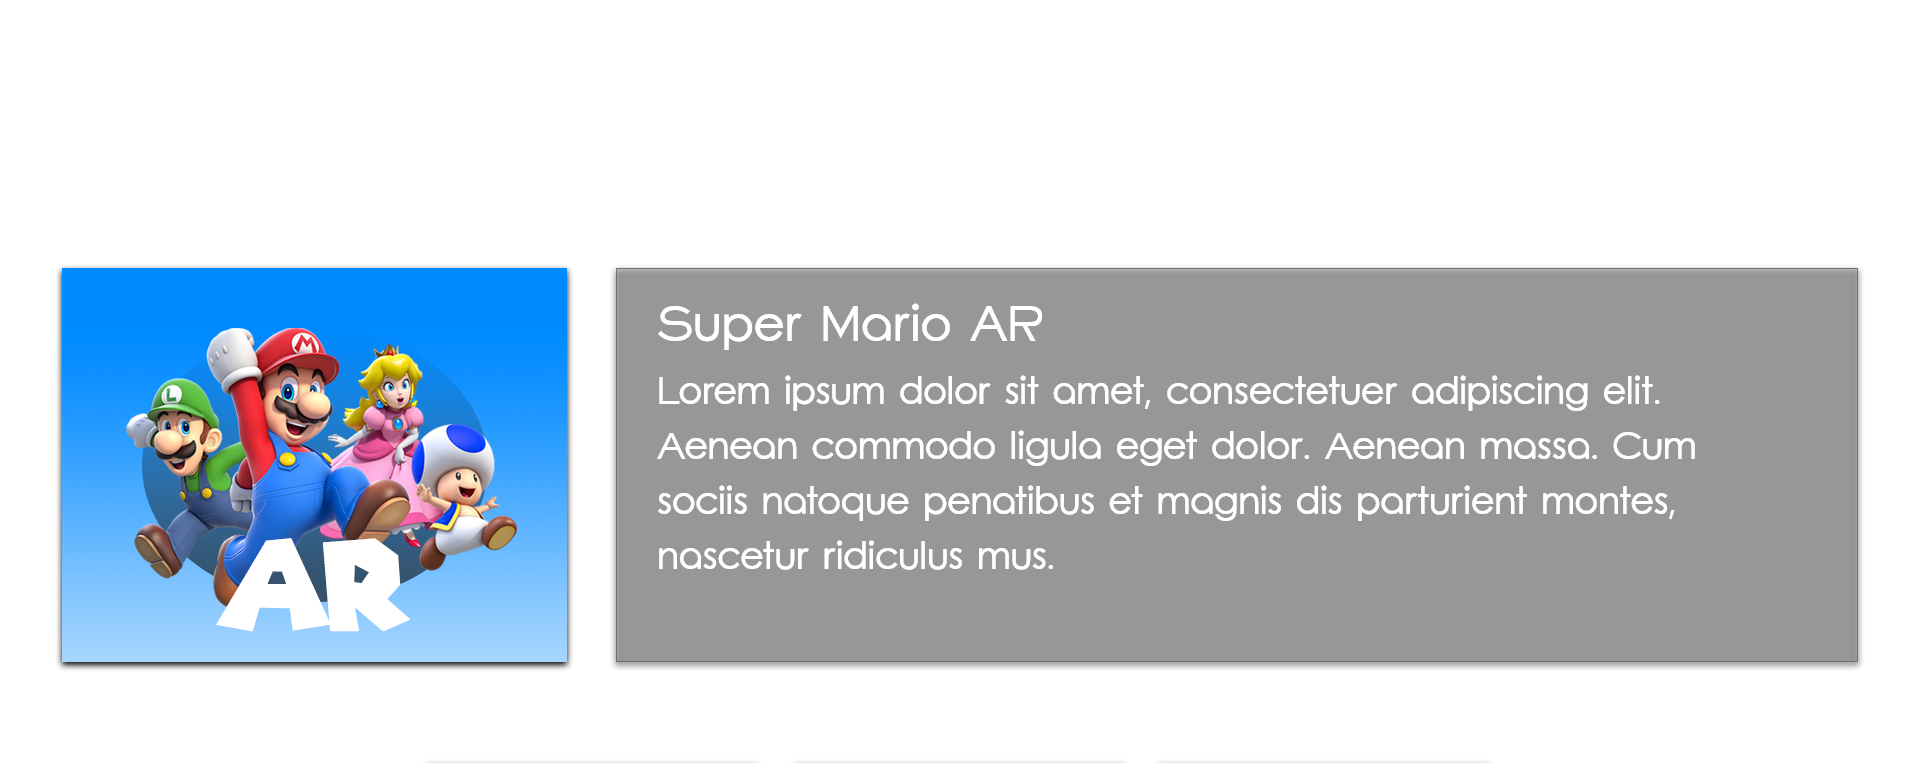 M
L
AR
Super Mario AR
Lorem ipsum dolor sit amet, consectetuer adipiscing elit.
Aenean commodo ligula eget dolor. Aenean massa. Cum
sociis natoque penatibus et magnis dis parturient montes,
nascetur ridiculus mus.